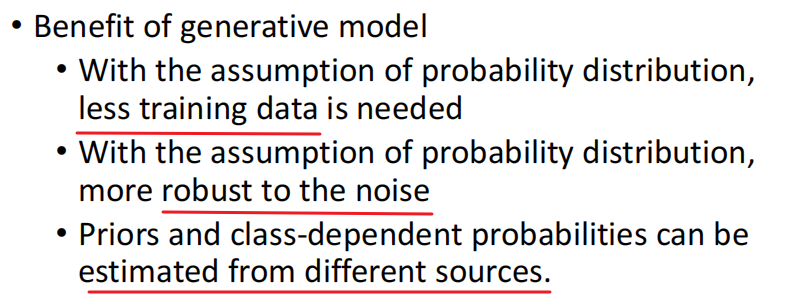 • Benefit of generative model
• With the assumption of probability distribution,
less training data is needed
• With the assumption of probability distribution,
more robust to the noise
• Priors and class-dependent probabilities can be
estimated from different sources.